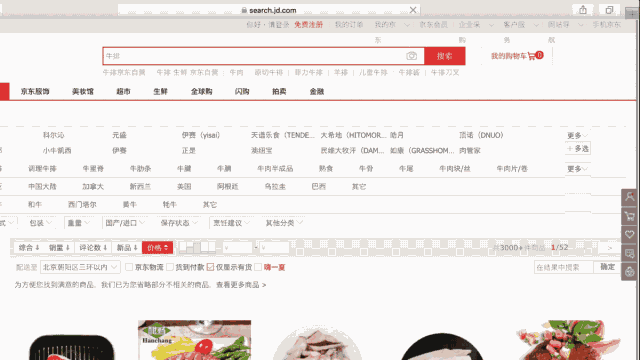 search.jd.com
你好，请登录 免费注册 我的订单 我的京东 京东会员 企业采购 客户服务 网站导航 手机京东
牛排 搜索 我的购物车 0
牛排京东自营 牛排 生鲜 京东自营 牛肉 原切牛排 菲力牛排 羊排 儿童牛排 牛排酱 牛排刀叉
京东服饰 美妆馆 超市 生鲜 全球购 闪购 拍卖 金融
科尔沁 元盛 伊赛（yisai） 天谱乐食（TENDE... 大希地（HITOMOR... 皓月 顶诺（DNUO） 更多
小牛凯西 伊赛 正是 滴纽宝 民维大牧汗（DAM... 如康（GRASSHOM... 肉管家 + 多选
调理牛排 牛里脊 牛肋条 牛腱 牛腩 牛肉半成品 熟食 牛骨 牛尾 牛肉块/丝 牛肉片/卷 更多
中国大陆 加拿大 新西兰 美国 阿根廷 乌拉圭 巴西 其它
和牛 西门塔尔 黄牛 牦牛 其它
式 包装 重量 国产/进口 保存状态 烹饪建议 其他分类
综合 销量 评论数 新品 价格 ¥ - ¥ 共3000+件商品 1/52 >
配送至 北京朝阳区三环以内 京东物流 货到付款 仅显示有货 嗨一夏 在结果中搜索 确定
为方便您找到满意的商品，我们已为您省略部分不相关的商品，查看更多商品 >
Hanchang